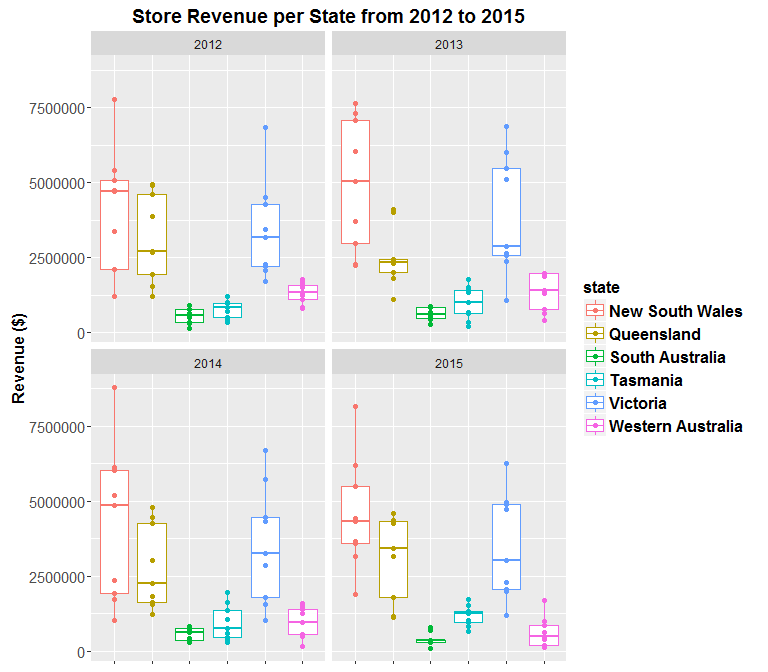 Store Revenue per State from 2012 to 2015
2012
2013
7500000
5000000
2500000
0
2014
2015
7500000
5000000
2500000
0
Revenue ($)
state
New South Wales
Queensland
South Australia
Tasmania
Victoria
Western Australia